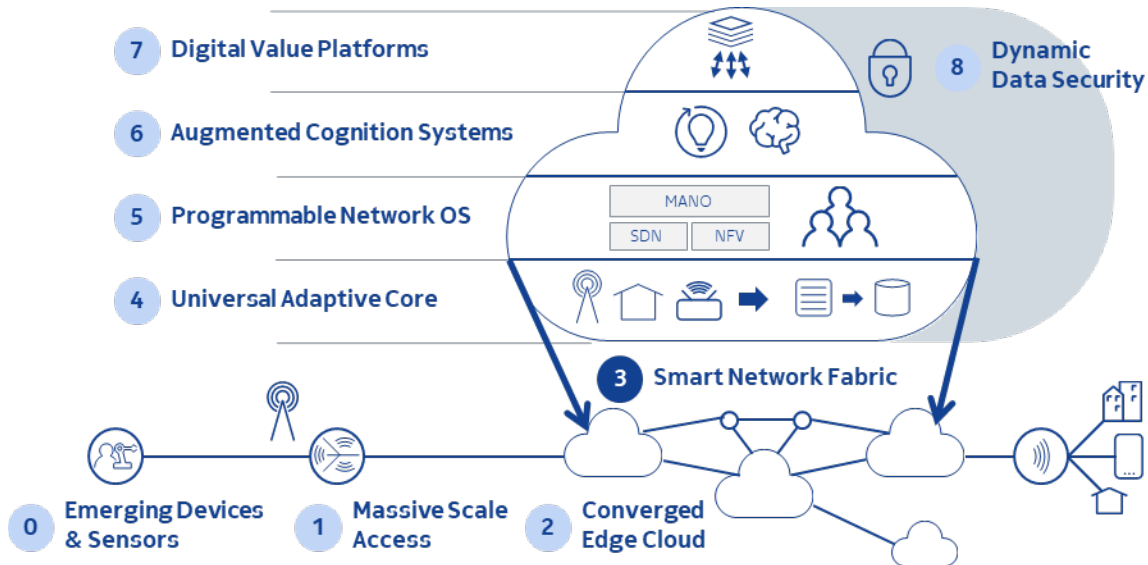 7 Digital Value Platforms
8 Dynamic
Data Security
6 Augmented Cognition Systems
5 Programmable Network OS
MANO
SDN NFV
4 Universal Adaptive Core
3 Smart Network Fabric
0 Emerging Devices
& Sensors
1 Massive Scale
Access
2 Converged
Edge Cloud